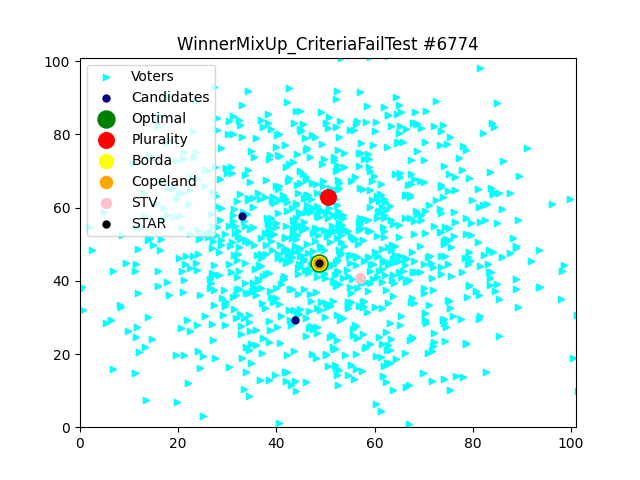 WinnerMixUp_CriteriaFailTest #6774
100
80
60
40
20
0
Voters
Candidates
Optimal
Plurality
Borda
Copeland
STV
STAR
0 20 40 60 80 100